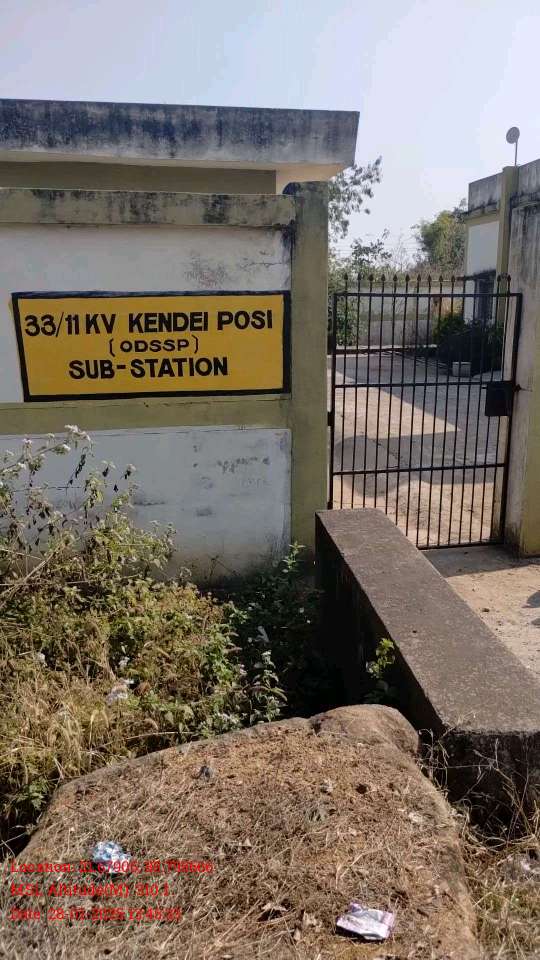 33/11 KV KENDEI POSI
(ODSSP)
SUB-STATION
Location:
MSL Altitude(M):
Date: